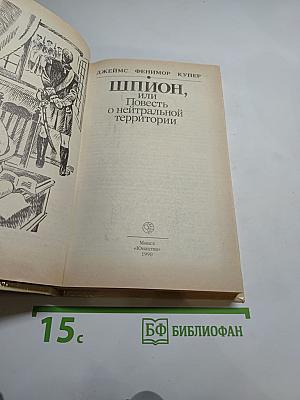 ДЖЕЙМС ФЕНИМОР КУПЕР
ШПИОН,
или
Повесть
о нейтральной
территории
Минск
«Юнацтва»
1990
15с
БФ БИБЛИОФАН